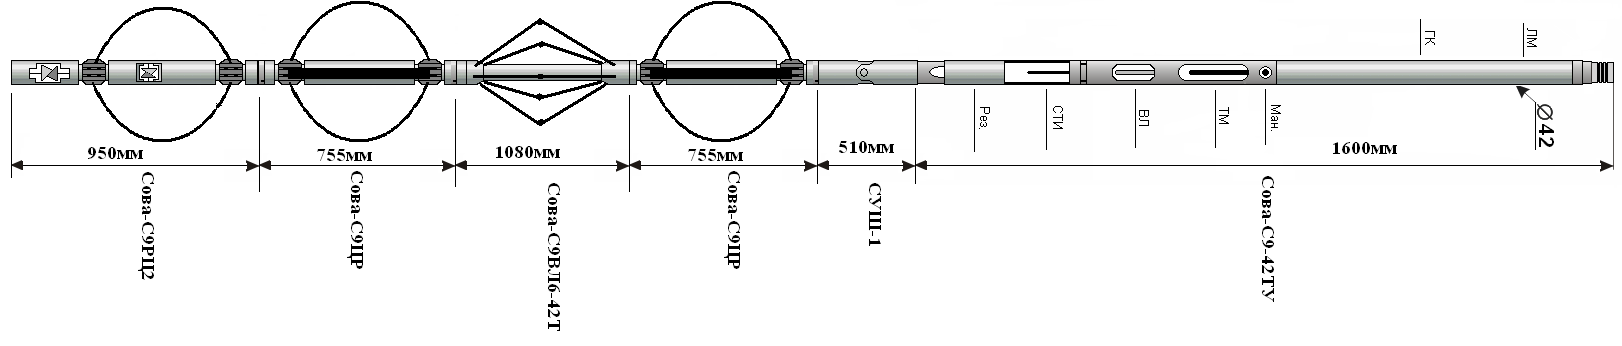 ГК
ЛМ
Рез.
СТИ
ВЛ
ТМ
Ман.
Ø42
950мм
755мм
1080мм
755мм
510мм
1600мм
Сова-С9РЦ2
Сова-С9ЦР
Сова-С9ВЛ6-42Т
Сова-С9ЦР
СУШ-1
Сова-С9-42ТУ